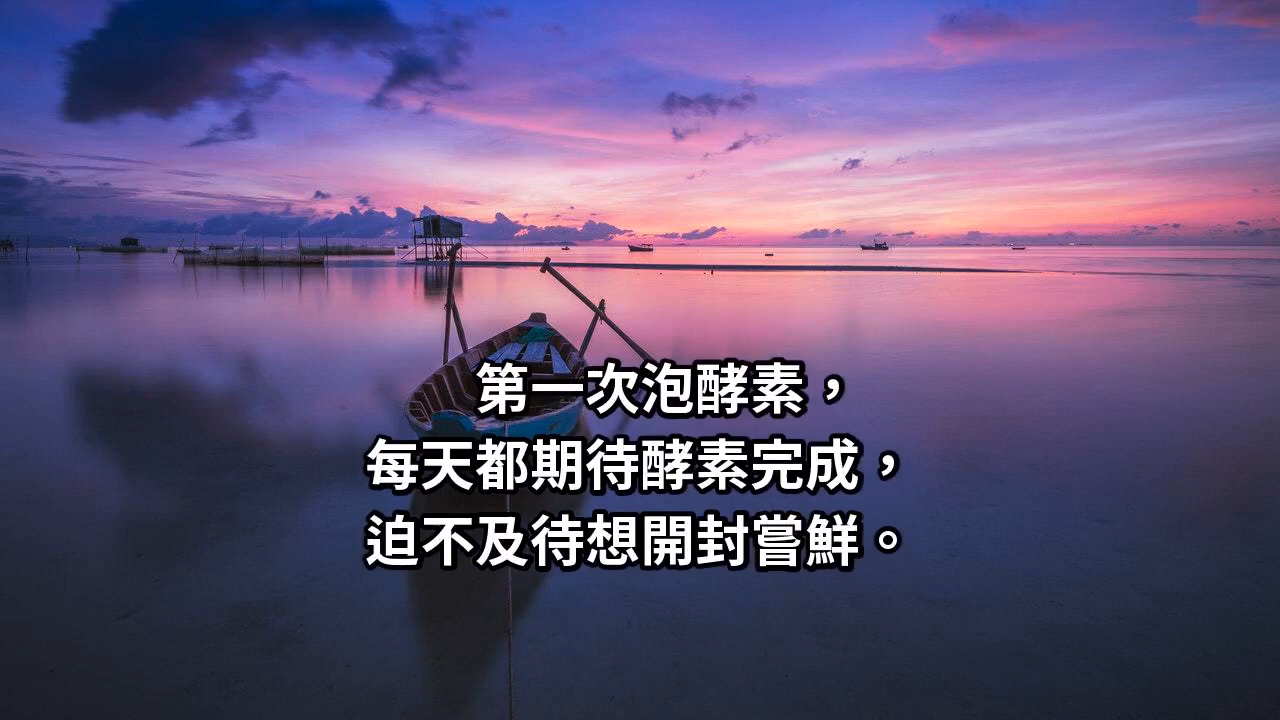 第一次泡酵素，
每天都期待酵素完成，
迫不及待想開封嘗鮮。